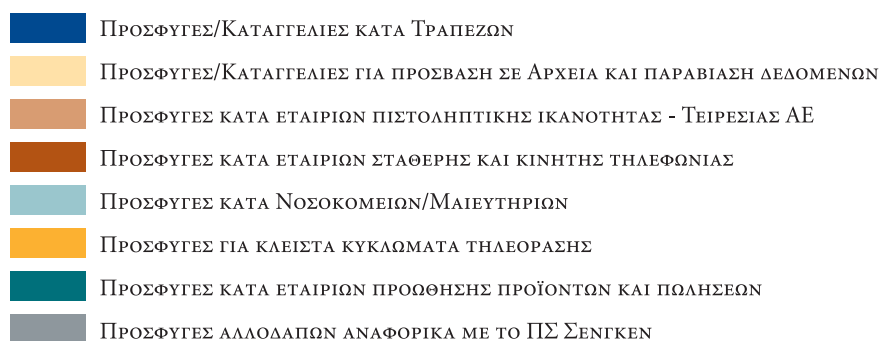 Προσφυγες/Καταγγελιες κατα Τραπεζων
Προσφυγες/Καταγγελιες για προσβαση σε Αρχεια και παραβιαση δεδομενων
Προσφυγες κατα εταιριων πιστοληπτικης ικανοτητας - Τειρεσιας ΑΕ
Προσφυγες κατα εταιριων σταθερης και κινητης τηλεφωνιας
Προσφυγες κατα Νοσοκομειων/Μαιευτηριων
Προσφυγες για κλειστα κυκλωματα τηλεορασης
Προσφυγες κατα εταιριων προωθησης προϊοντων και πωλησεων
Προσφυγες αλλοδαπων αναφορικα με το ΠΣ Σενγκεν